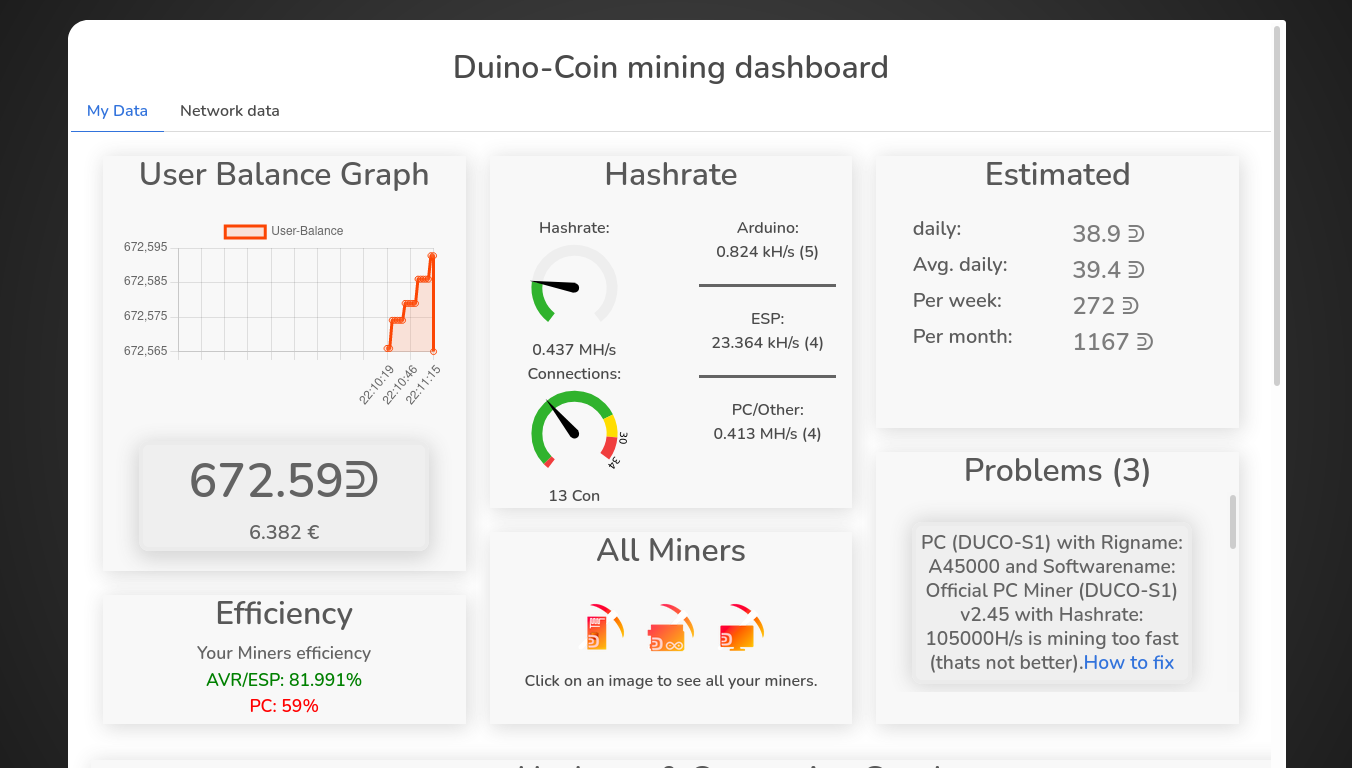 Duino-Coin mining dashboard
My Data
Network data
User Balance Graph
User-Balance
672,595
672,585
672,575
672,565
22:10:19
22:10:46
22:11:15
672.59
6.382 €
Efficiency
Your Miners efficiency
AVR/ESP: 81.991%
PC: 59%
Hashrate
Hashrate:
0.437 MH/s
Connections:
30
34
13 Con
Arduino:
0.824 kH/s (5)
ESP:
23.364 kH/s (4)
PC/Other:
0.413 MH/s (4)
All Miners
Click on an image to see all your miners.
Estimated
daily:
38.9
Avg. daily:
39.4
Per week:
272
Per month:
1167
Problems (3)
PC (DUCO-S1) with Rigname:
A45000 and Softwarename:
Official PC Miner (DUCO-S1)
v2.45 with Hashrate:
105000H/s is mining too fast
(thats not better).How to fix